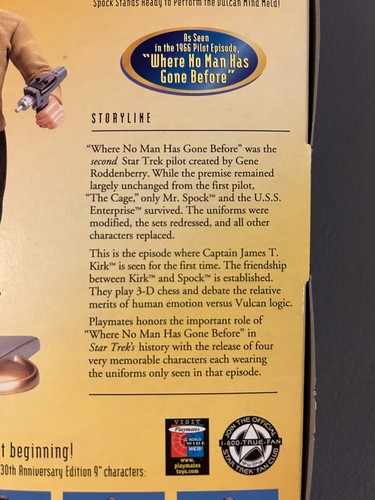 Spock Stands Ready to Perform the Vulcan Mind Meld!
As Seen
in the 1966 Pilot Episode,
"Where No Man Has
Gone Before"
STORYLINE
"Where No Man Has Gone Before" was the
second Star Trek pilot created by Gene
Roddenberry. While the premise remained
largely unchanged from the first pilot,
"The Cage," only Mr. Spock™ and the U.S.S.
Enterprise™ survived. The uniforms were
modified, the sets redressed, and all other
characters replaced.
This is the episode where Captain James T.
Kirk™ is seen for the first time. The friendship
between Kirk™ and Spock™ is established.
They play 3-D chess and debate the relative
merits of human emotion versus Vulcan logic.
Playmates honors the important role of
"Where No Man Has Gone Before" in
Star Trek's history with the release of four
very memorable characters each wearing
the uniforms only seen in that episode.
VISIT
Playmates
WORLD
WIDE
WEB
www.
playmates
toys.com
JOIN THE OFFICIAL
1-800-TRUE-FAN
STAR TREK FAN CLUB!
t beginning!
30th Anniversary Edition 9" characters: